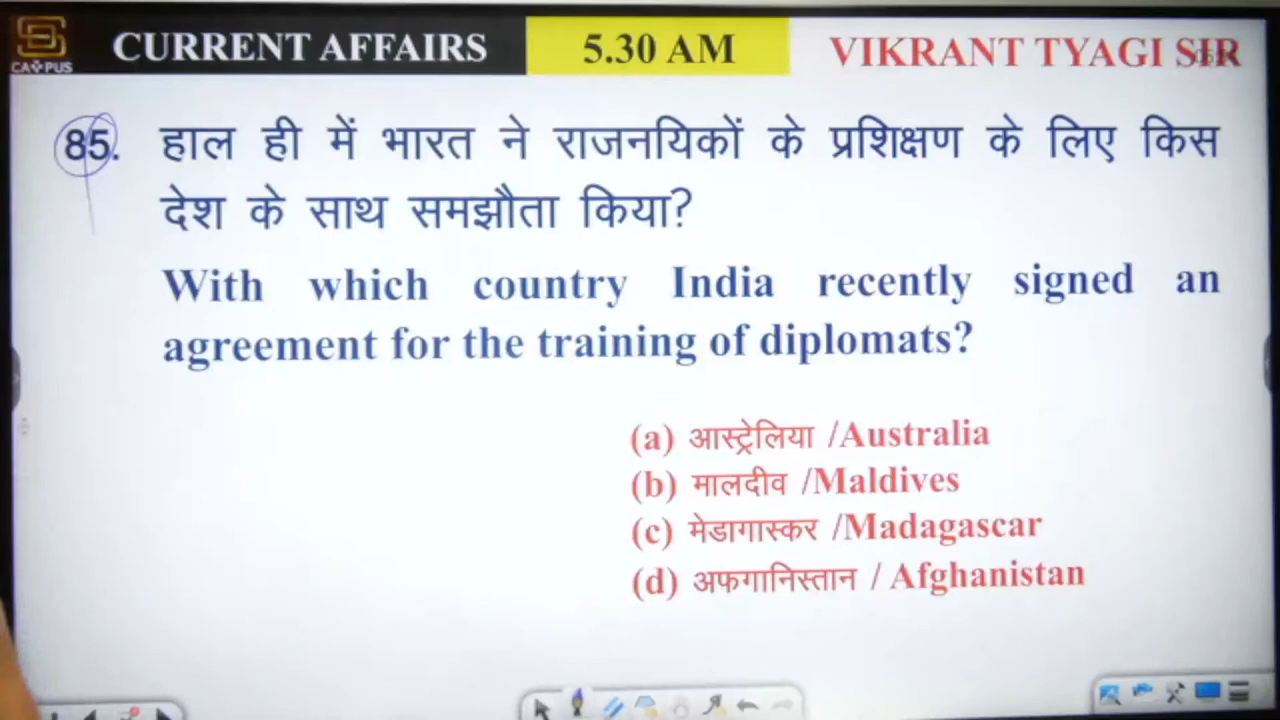 CAMPUS
CURRENT AFFAIRS
5.30 AM
VIKRANT TYAGI SIR
85. हाल ही में भारत ने राजनयिकों के प्रशिक्षण के लिए किस
देश के साथ समझौता किया?
With which country India recently signed an
agreement for the training of diplomats?
(a) आस्ट्रेलिया /Australia
(b) मालदीव /Maldives
(c) मेडागास्कर /Madagascar
(d) अफगानिस्तान / Afghanistan